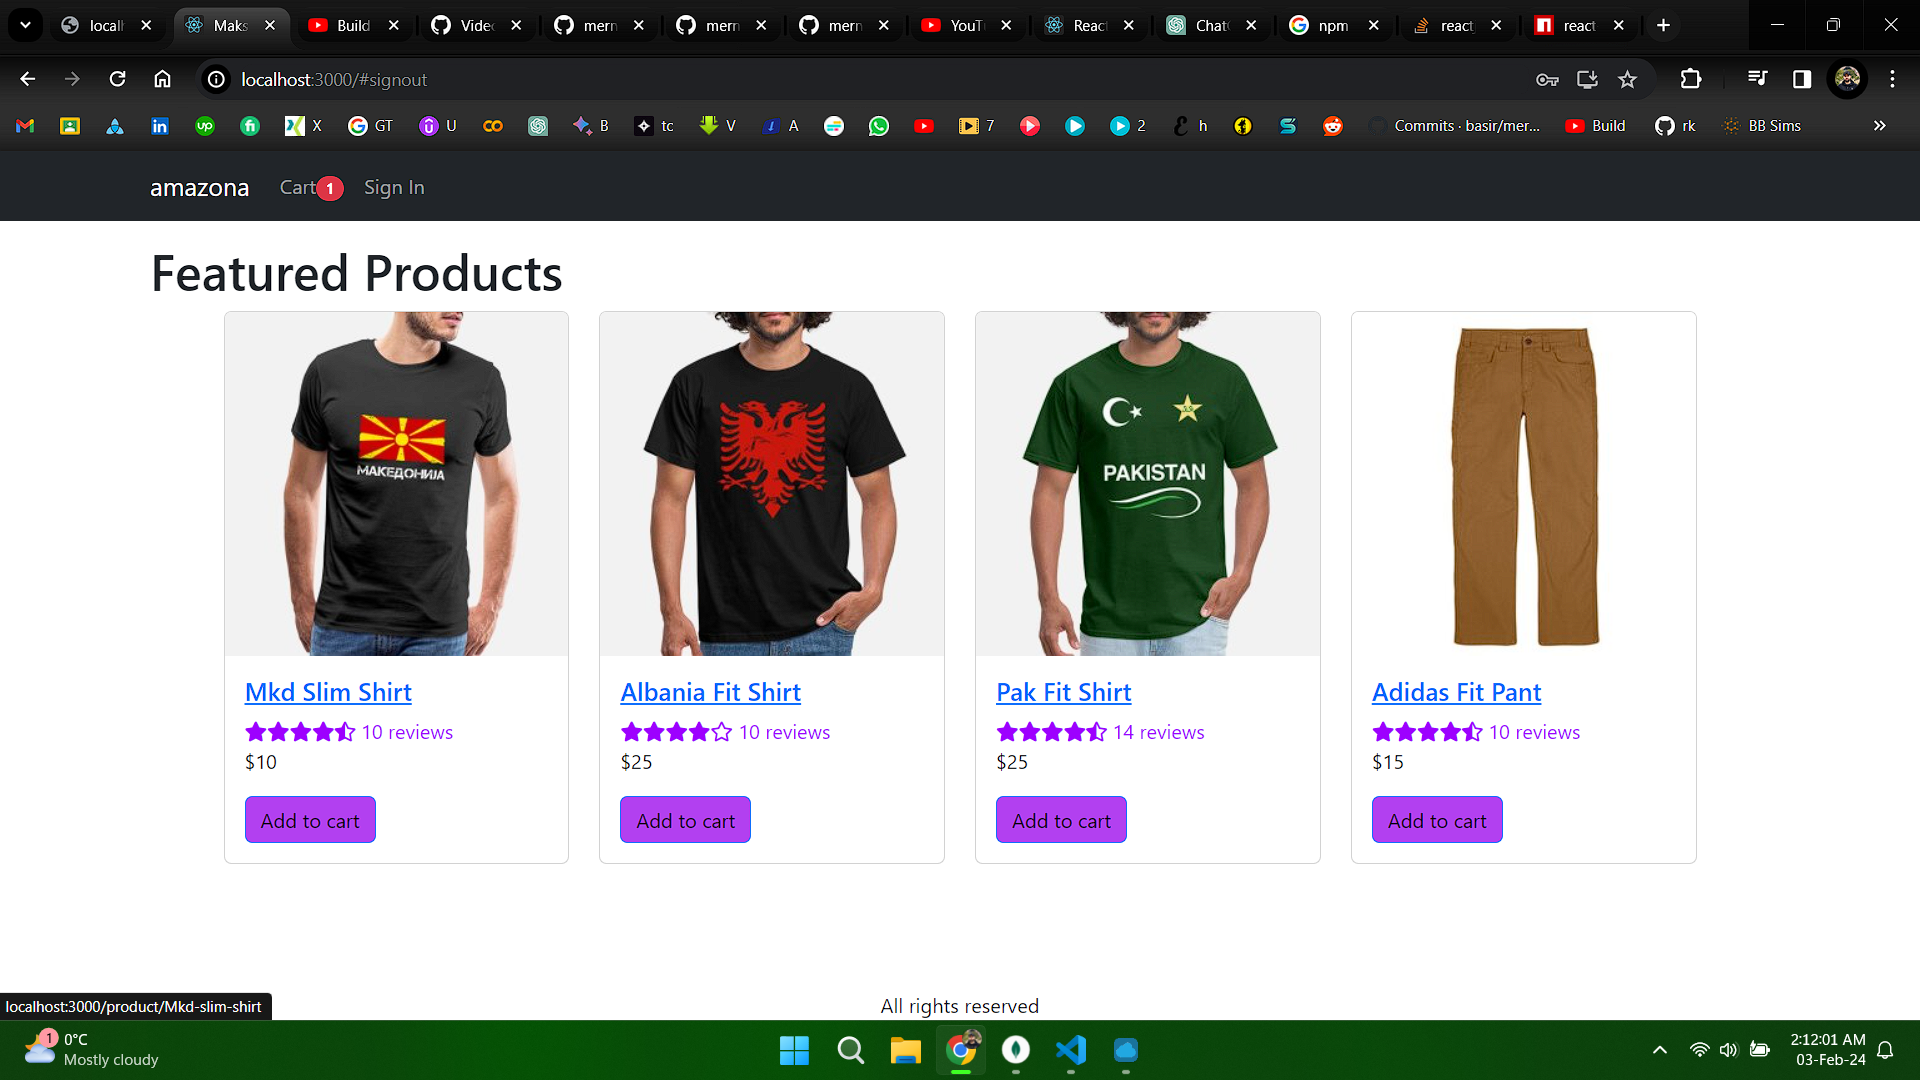 locall
Maks
Build
Videc
mern
mern
mern
YouTu
React
Chat
npm
react
react
localhost:3000/#signout
X
GT
U
B
tc
V
A
7
2
h
Commits · basir/mer...
Build
rk
BB Sims
amazona
Cart 1
Sign In
Featured Products
МАКЕДОНИЈА
PAKISTAN
Mkd Slim Shirt
10 reviews
$10
Add to cart
Albania Fit Shirt
10 reviews
$25
Add to cart
Pak Fit Shirt
14 reviews
$25
Add to cart
Adidas Fit Pant
10 reviews
$15
Add to cart
All rights reserved
localhost:3000/product/Mkd-slim-shirt
1
0°C
Mostly cloudy
2:12:01 AM
03-Feb-24